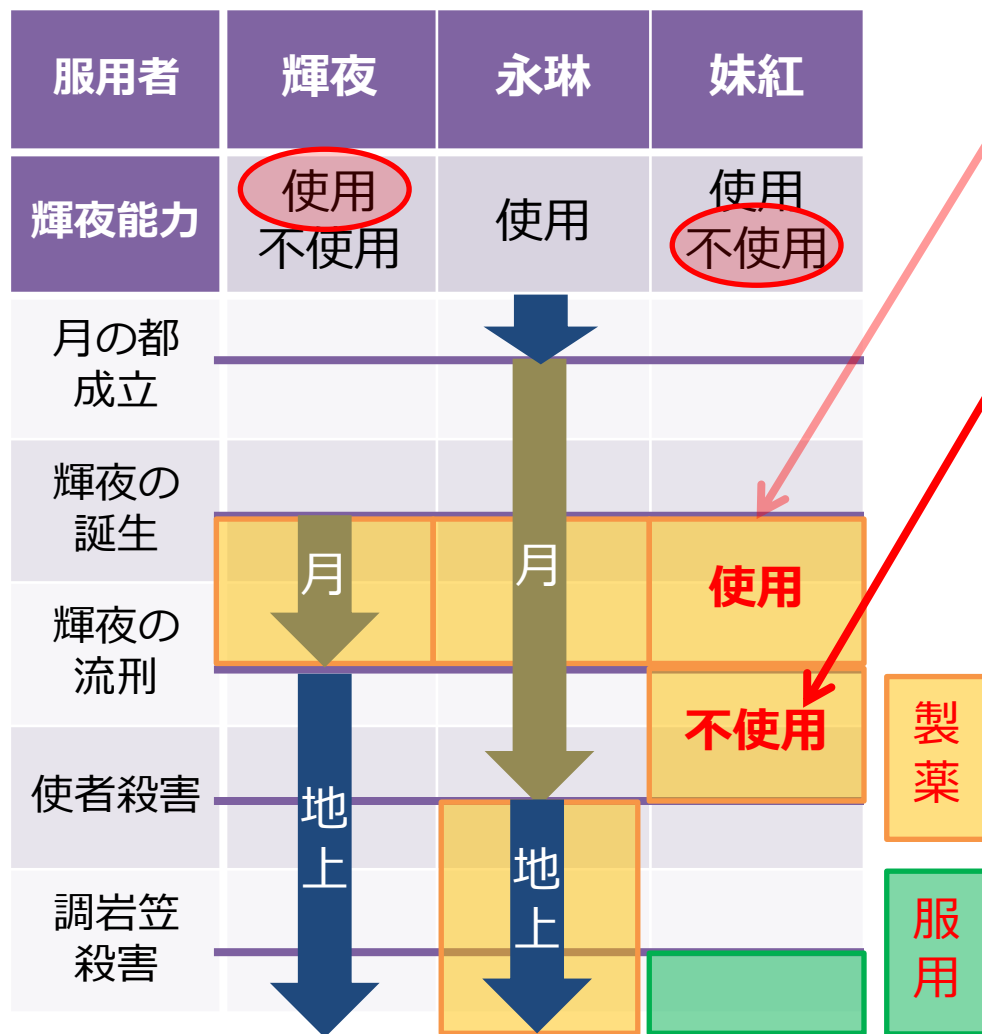 服用者
輝夜
永琳
妹紅
輝夜能力
使用
不使用
使用
使用
不使用
月の都
成立
輝夜の
誕生
月
月
使用
輝夜の
流刑
不使用
使者殺害
地
上
地
上
調岩笠
殺害
製
薬
服
用